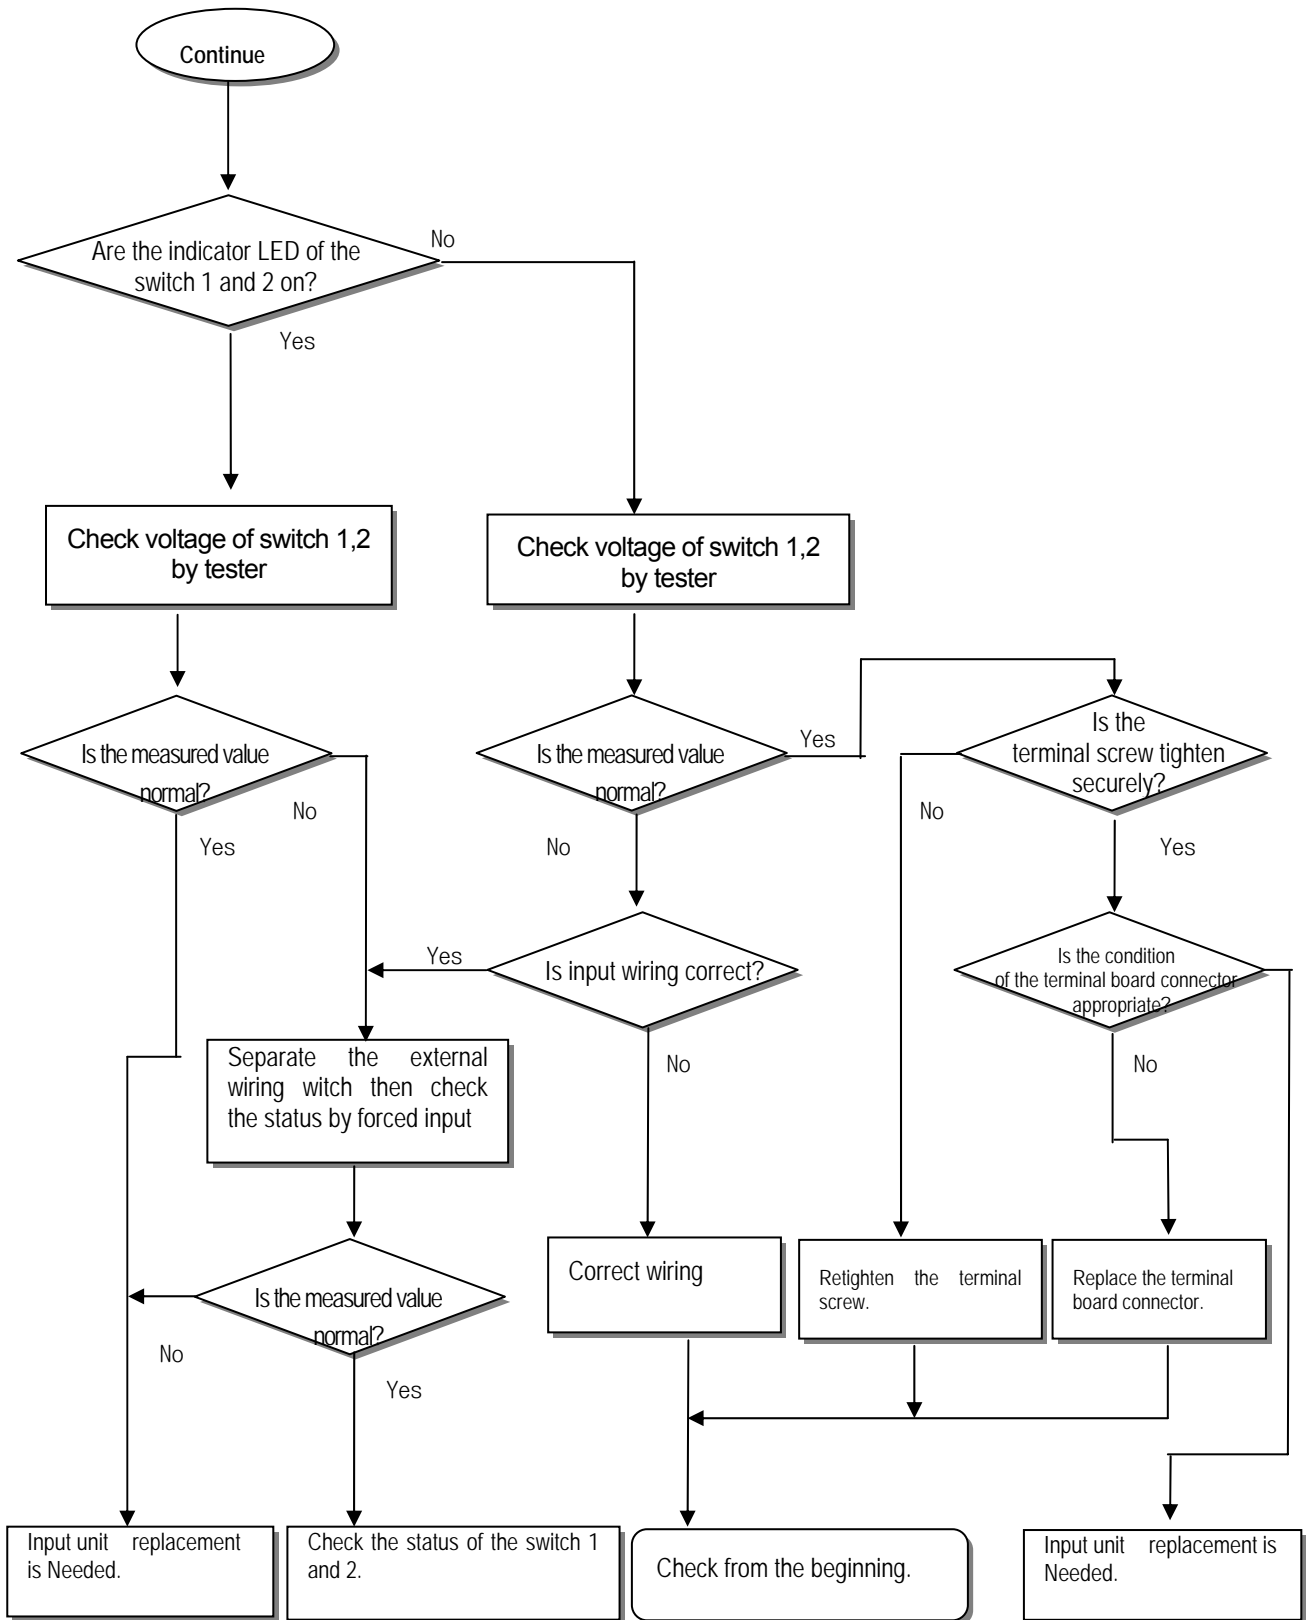 Continue
Are the indicator LED of the
switch 1 and 2 on?
No
Yes
Check voltage of switch 1,2
by tester
Check voltage of switch 1,2
by tester
Is the measured value
normal?
No
Yes
Is the measured value
normal?
Yes
No
Is the
terminal screw tighten
securely?
No
Yes
Is input wiring correct?
Yes
No
Is the condition
of the terminal board connector
appropriate?
No
Separate the external
wiring witch then check
the status by forced input
Is the measured value
normal?
No
Yes
Correct wiring
Retighten the terminal
screw.
Replace the terminal
board connector.
Input unit replacement
is Needed.
Check the status of the switch 1
and 2.
Check from the beginning.
Input unit replacement is
Needed.